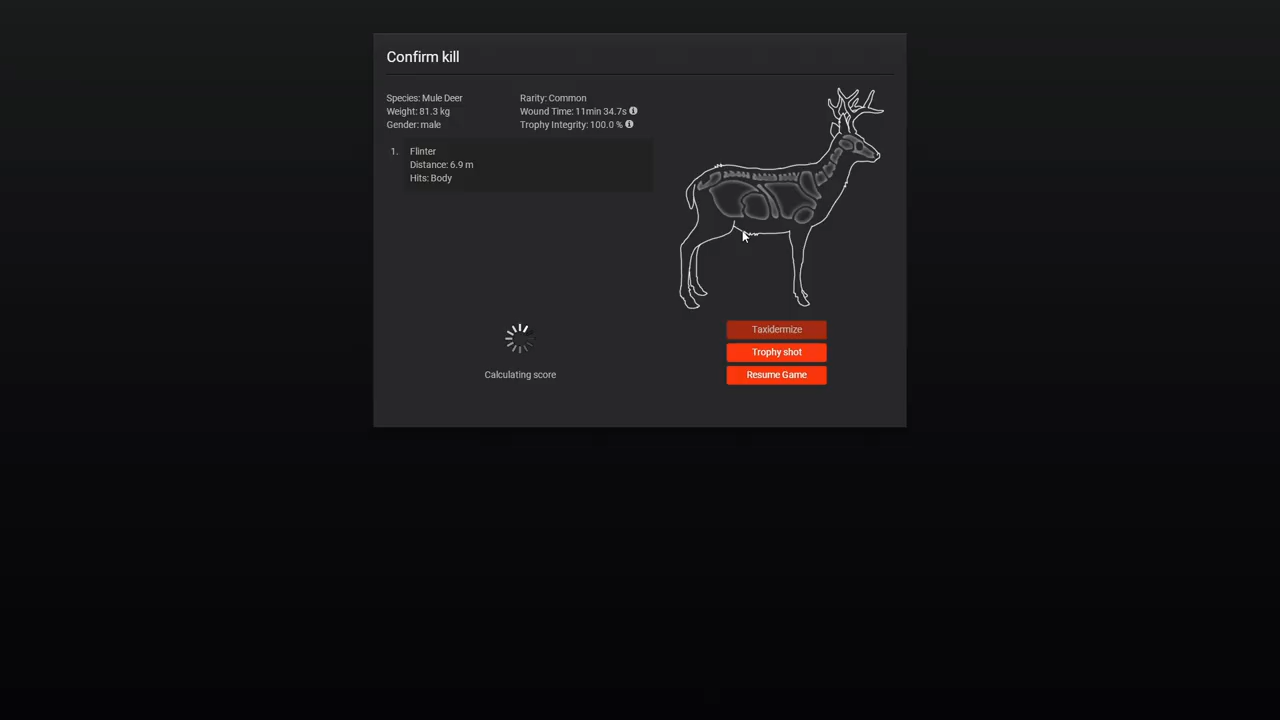 Confirm kill
Species: Mule Deer
Weight: 81.3 kg
Gender: male
Rarity: Common
Wound Time: 11min 34.7s
Trophy Integrity: 100.0 %
1.
Flinter
Distance: 6.9 m
Hits: Body
Calculating score
Taxidermize
Trophy shot
Resume Game